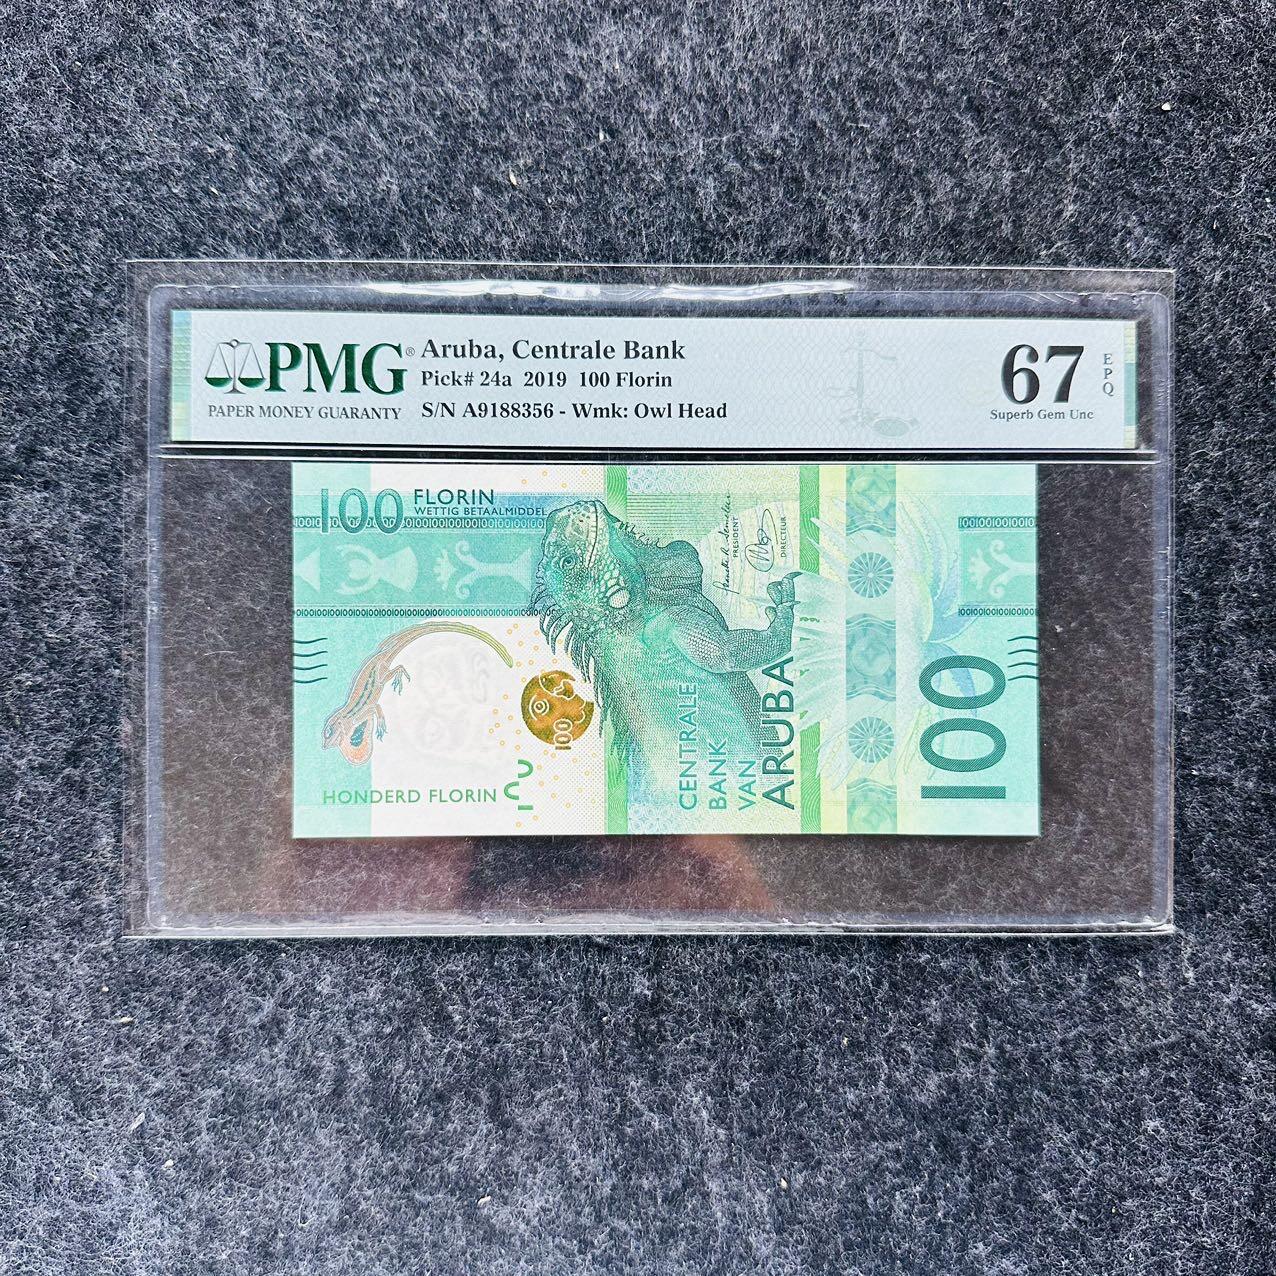 PMG®
PAPER MONEY GUARANTY
Aruba, Centrale Bank
Pick# 24a 2019 100 Florin
S/N A9188356 - Wmk: Owl Head
67
EPQ
Superb Gem Unc
100 FLORIN
WETTIG BETAALMIDDEL
PRESIDENT
DIRECTEUR
100
HONDERD FLORIN
CENTRALE
BANK
VAN
ARUBA
100